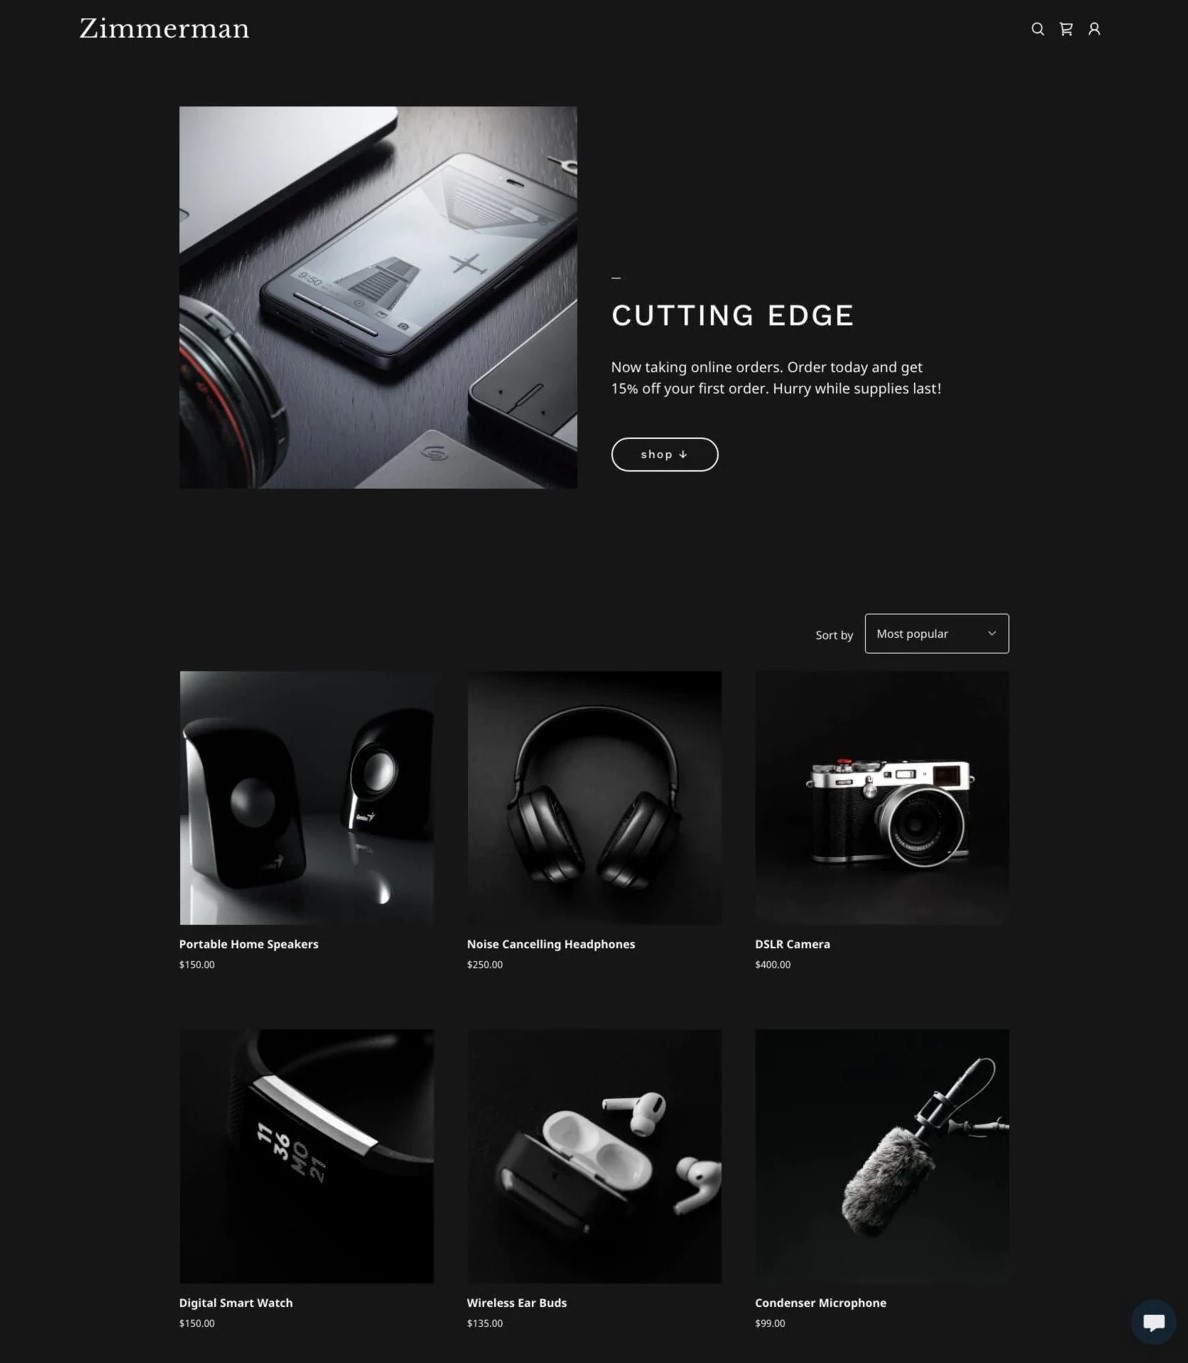 Zimmerman
9:50
CUTTING EDGE
Now taking online orders. Order today and get
15% off your first order. Hurry while supplies last!
shop ↓
Sort by
Most popular
Portable Home Speakers
$150.00
Noise Cancelling Headphones
$250.00
DSLR Camera
$400.00
11
36
MO
21
Digital Smart Watch
$150.00
Wireless Ear Buds
$135.00
Condenser Microphone
$99.00